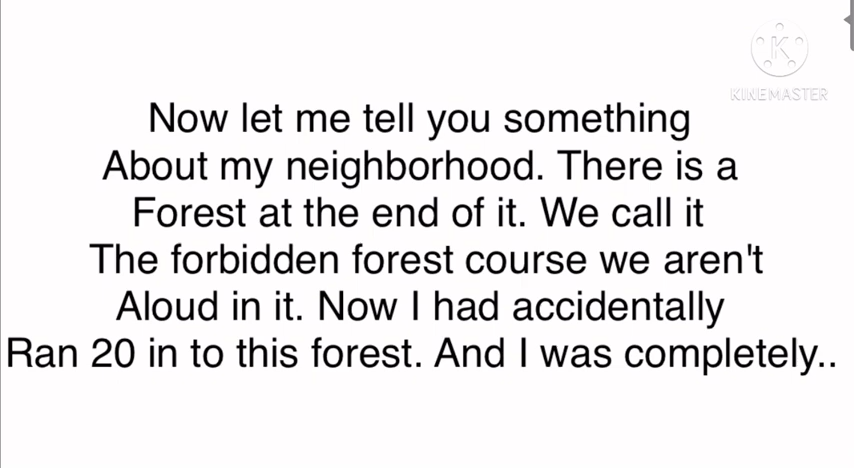 KINEMASTER
Now let me tell you something
About my neighborhood. There is a
Forest at the end of it. We call it
The forbidden forest course we aren't
Aloud in it. Now I had accidentally
Ran 20 in to this forest. And I was completely..